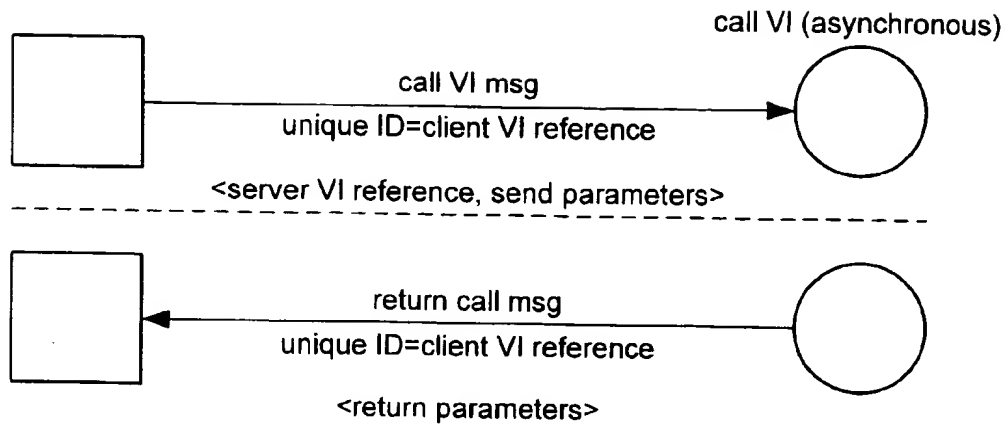 call VI (asynchronous)
call VI msg
unique ID=client VI reference
<server VI reference, send parameters>
return call msg
unique ID=client VI reference
<return parameters>